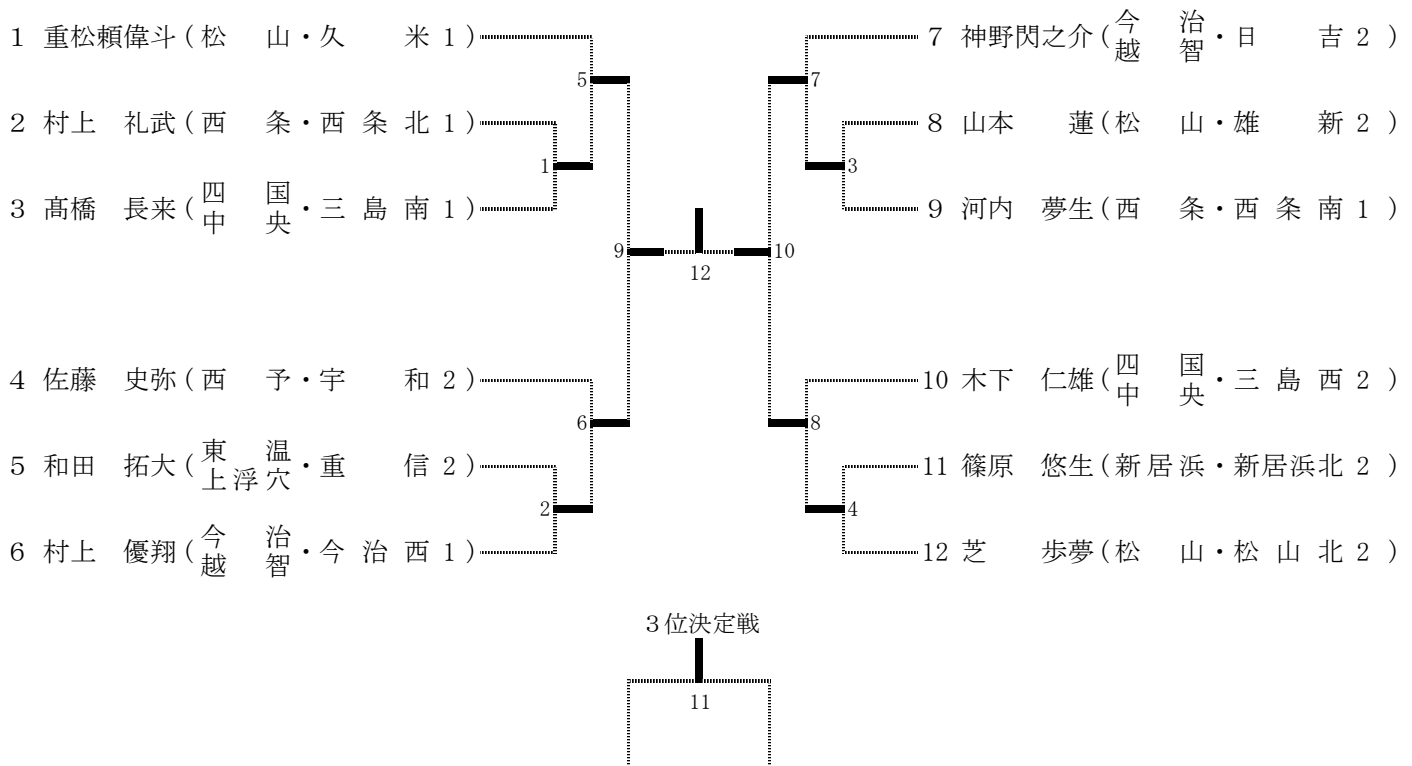 1 重松頼偉斗(松 山・久 米 1)
2 村上 礼武(西 条・西 条 北 1)
3 髙橋 長来(四 国中 央・三 島 南 1)
4 佐藤 史弥(西 予・宇 和 2)
5 和田 拓大(東 温上浮穴・重 信 2)
6 村上 優翔(今 治越 智・今 治 西 1)
5
1
9
6
2
12
7
3
10
8
4
7 神野閃之介(今 治越 智・日 吉 2)
8 山本 蓮(松 山・雄 新 2)
9 河内 夢生(西 条・西 条 南 1)
10 木下 仁雄(四 国中 央・三 島 西 2)
11 篠原 悠生(新居浜・新居浜北 2)
12 芝 歩夢(松 山・松 山 北 2)
3位決定戦
11